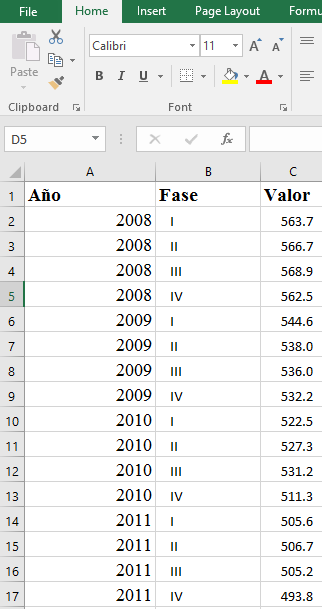 File Home Insert Page Layout Formu
Calibri 11 A A
Paste B I U A
Clipboard Font
D5 fx
A B C
1 Año Fase Valor
2 2008 I 563.7
3 2008 II 566.7
4 2008 III 568.9
5 2008 IV 562.5
6 2009 I 544.6
7 2009 II 538.0
8 2009 III 536.0
9 2009 IV 532.2
10 2010 I 522.5
11 2010 II 527.3
12 2010 III 531.2
13 2010 IV 511.3
14 2011 I 505.6
15 2011 II 506.7
16 2011 III 505.2
17 2011 IV 493.8